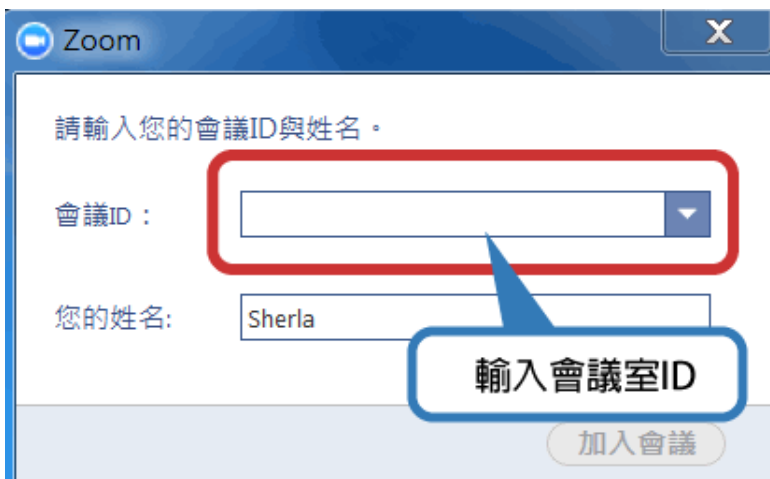 Zoom
X
請輸入您的會議ID與姓名。
會議ID：
您的姓名:
Sherla
輸入會議室ID
加入會議